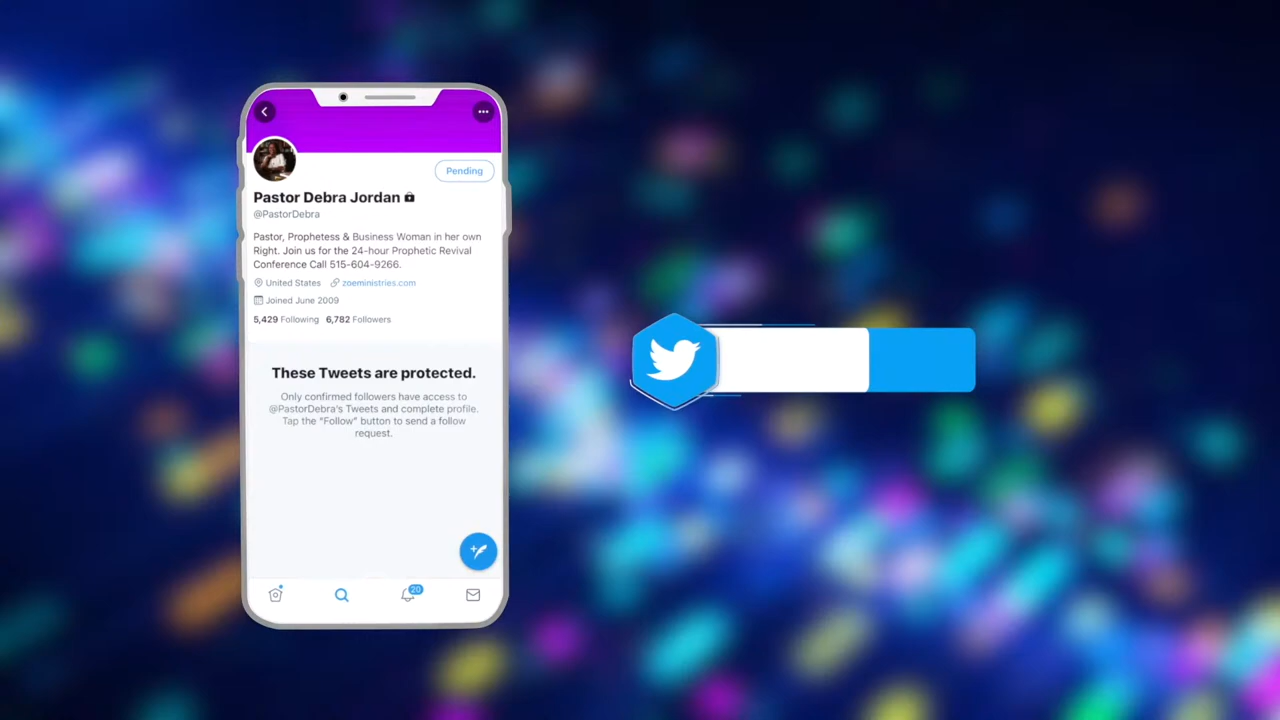 Pending
Pastor Debra Jordan
@PastorDebra
Pastor, Prophetess & Business Woman in her own
Right. Join us for the 24-hour Prophetic Revival
Conference Call 515-604-9266.
United States zoeministries.com
Joined June 2009
5,429 Following 6,782 Followers
These Tweets are protected.
Only confirmed followers have access to
@PastorDebra's Tweets and complete profile.
Tap the "Follow" button to send a follow
request.
20